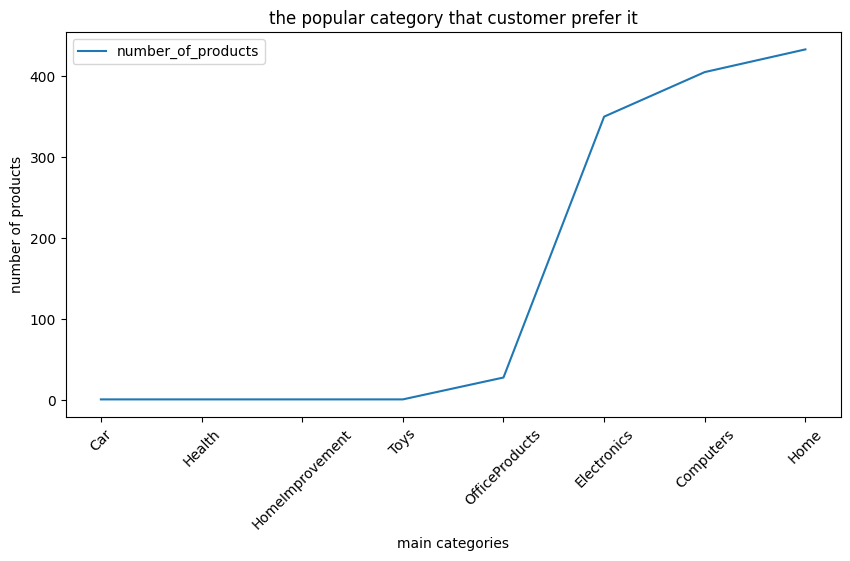 the popular category that customer prefer it
number_of_products
number of products
400
300
200
100
0
Car
Health
HomeImprovement
Toys
OfficeProducts
Electronics
Computers
Home
main categories